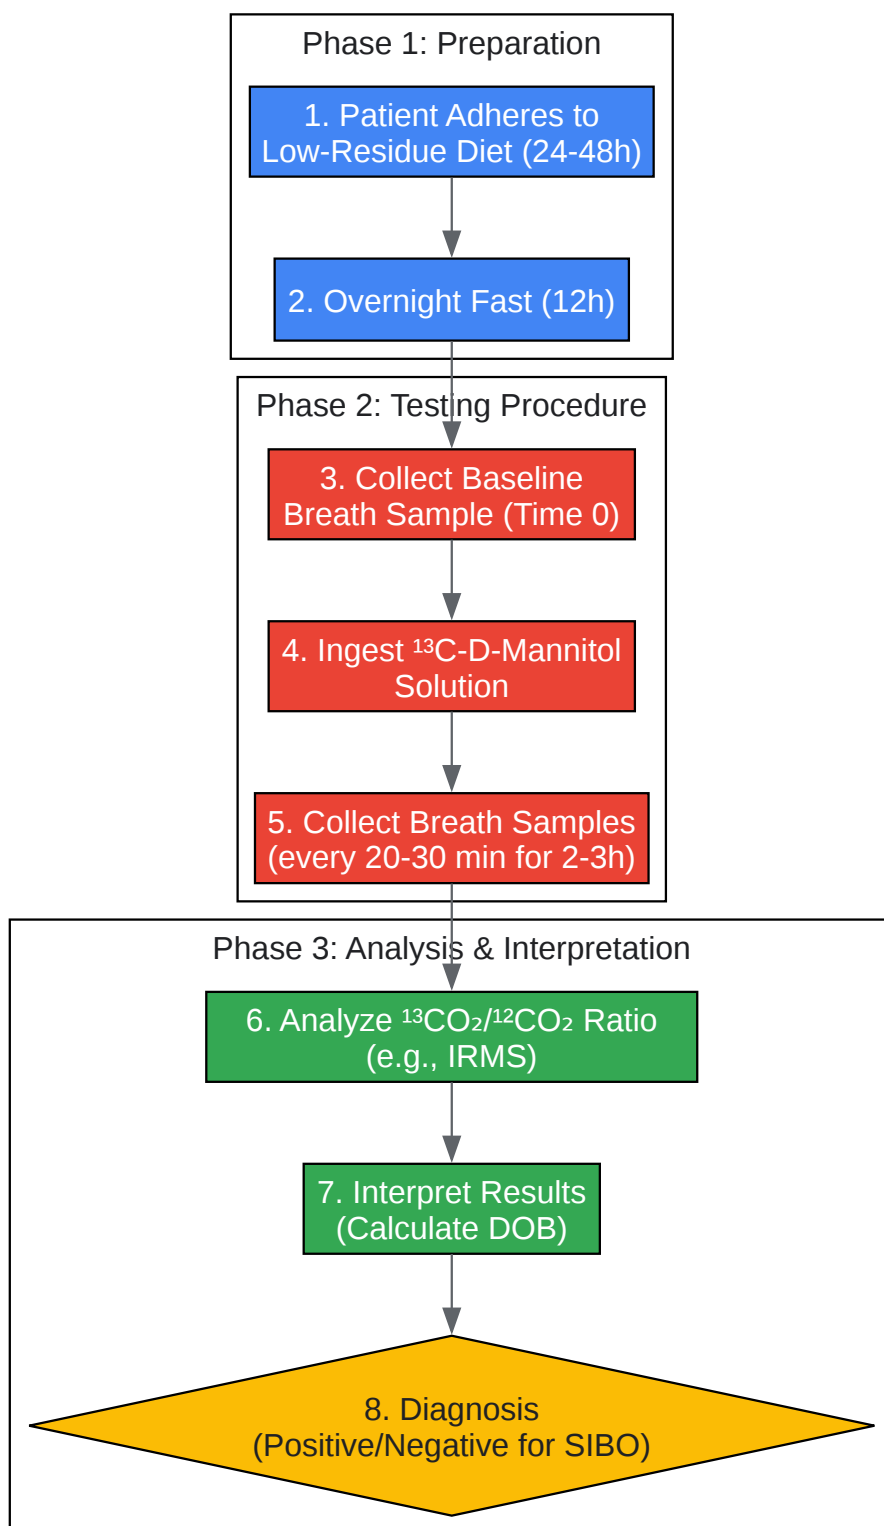 Phase 1: Preparation
1. Patient Adheres to
Low-Residue Diet (24-48h)
2. Overnight Fast (12h)
Phase 2: Testing Procedure
3. Collect Baseline
Breath Sample (Time 0)
4. Ingest ¹³C-D-Mannitol
Solution
5. Collect Breath Samples
(every 20-30 min for 2-3h)
Phase 3: Analysis & Interpretation
6. Analyze ¹³CO₂/¹²CO₂ Ratio
(e.g., IRMS)
7. Interpret Results
(Calculate DOB)
8. Diagnosis
(Positive/Negative for SIBO)